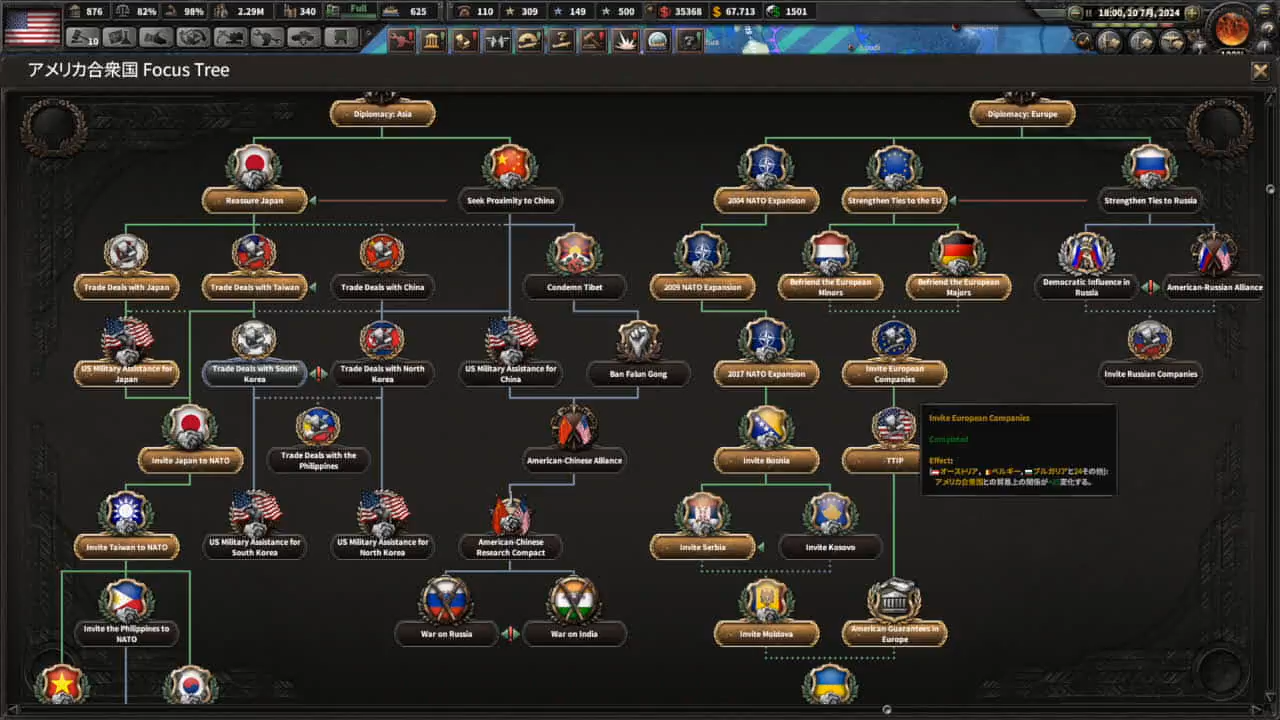 876
82%
98%
2.29M
340
Full
625
110
309
149
500
35368
67,713
1501
18:00, 20 7月, 2024
10
アメリカ合衆国 Focus Tree
Diplomacy: Asia
Diplomacy: Europe
Reassure Japan
Seek Proximity to China
2004 NATO Expansion
Strengthen Ties to the EU
Strengthen Ties to Russia
Trade Deals with Japan
Trade Deals with Taiwan
Trade Deals with China
Condemn Tibet
2009 NATO Expansion
Befriend the European Minors
Befriend the European Majors
Democratic Influence in Russia
American-Russian Alliance
US Military Assistance for Japan
Trade Deals with South Korea
Trade Deals with North Korea
US Military Assistance for China
Ban Falun Gong
2017 NATO Expansion
Invite European Companies
Invite Russian Companies
Invite Japan to NATO
Trade Deals with the Philippines
American-Chinese Alliance
Invite Bosnia
TTIP
Invite European Companies
Completed
Effect:
(オーストリア, ベルギー, ブルガリアと24その他):
アメリカ合衆国との貿易上の関係が+25変化する。
Invite Taiwan to NATO
US Military Assistance for South Korea
US Military Assistance for North Korea
American-Chinese Research Compact
Invite Serbia
Invite Kosovo
Invite the Philippines to NATO
War on Russia
War on India
Invite Moldova
American Guarantees in Europe